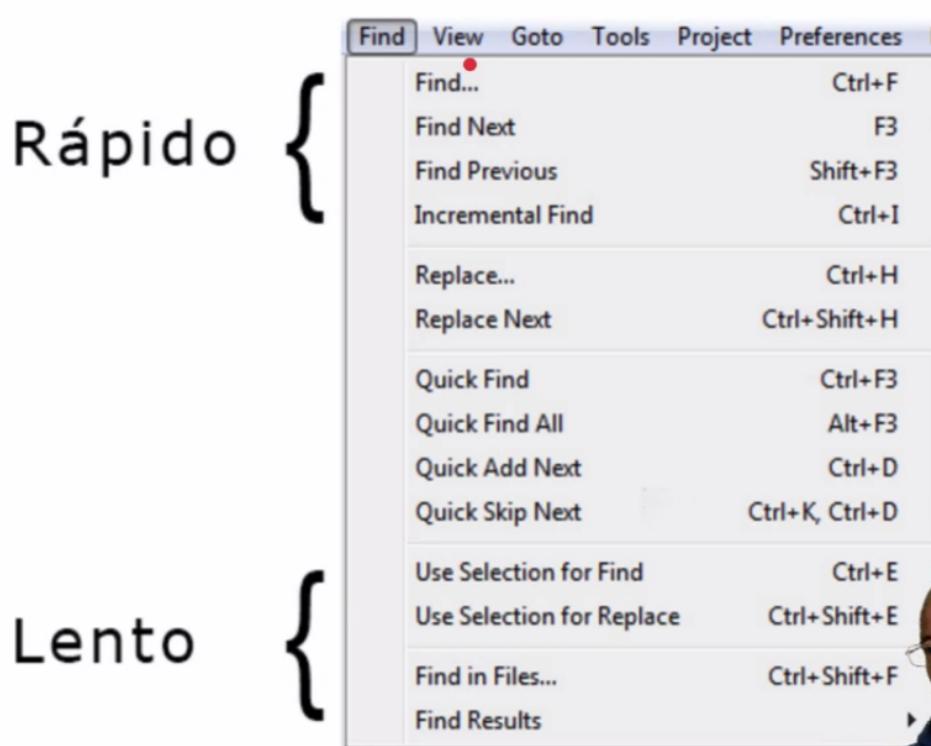 Find View Goto Tools Project Preferences
Rápido
Find... Ctrl+F
Find Next F3
Find Previous Shift+F3
Incremental Find Ctrl+I
Replace... Ctrl+H
Replace Next Ctrl+Shift+H
Quick Find Ctrl+F3
Quick Find All Alt+F3
Quick Add Next Ctrl+D
Quick Skip Next Ctrl+K, Ctrl+D
Lento
Use Selection for Find Ctrl+E
Use Selection for Replace Ctrl+Shift+E
Find in Files... Ctrl+Shift+F
Find Results